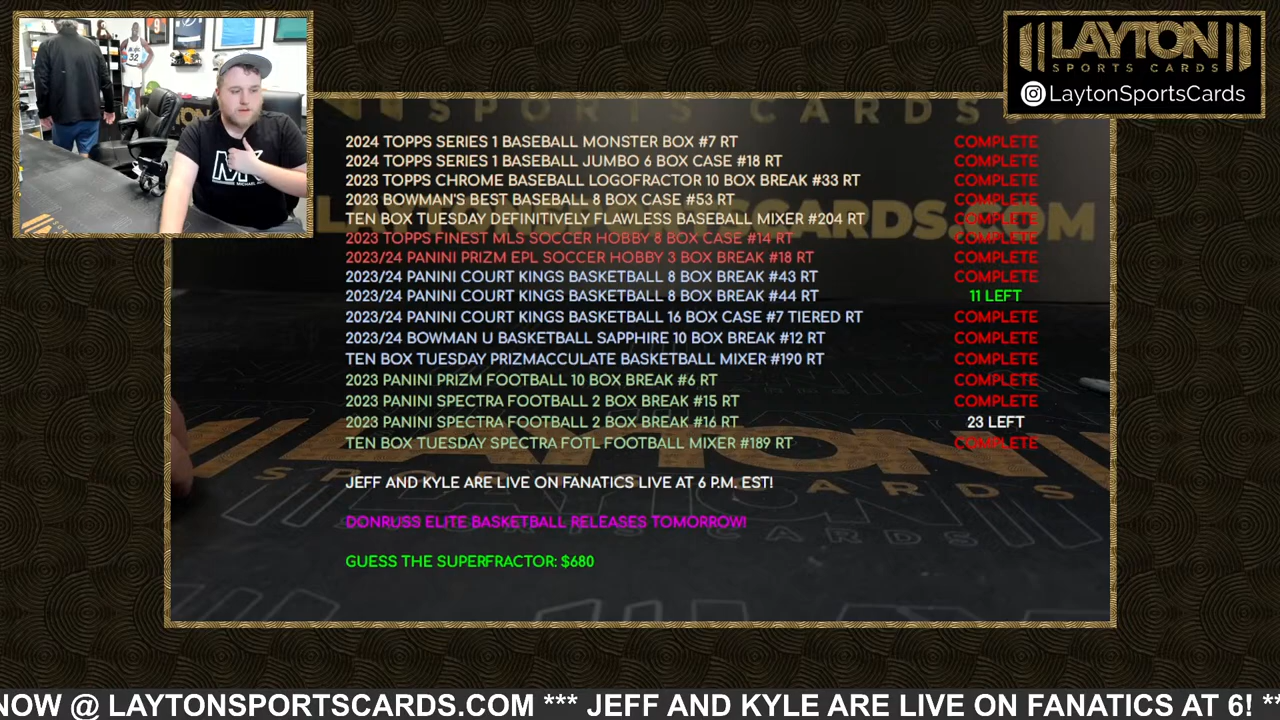 LAYTON
SPORTS CARDS
LaytonSportsCards
32
SPORTS CARDS
2024 TOPPS SERIES 1 BASEBALL MONSTER BOX #7 RT COMPLETE
2024 TOPPS SERIES 1 BASEBALL JUMBO 6 BOX CASE #18 RT COMPLETE
2023 TOPPS CHROME BASEBALL LOGOFRACTOR 10 BOX BREAK #33 RT COMPLETE
2023 BOWMAN'S BEST BASEBALL 8 BOX CASE #53 RT COMPLETE
TEN BOX TUESDAY DEFINITIVELY FLAWLESS BASEBALL MIXER #204 RT COMPLETE
2023 TOPPS FINEST MLS SOCCER HOBBY 8 BOX CASE #14 RT COMPLETE
2023/24 PANINI PRIZM EPL SOCCER HOBBY 3 BOX BREAK #18 RT COMPLETE
2023/24 PANINI COURT KINGS BASKETBALL 8 BOX BREAK #43 RT COMPLETE
2023/24 PANINI COURT KINGS BASKETBALL 8 BOX BREAK #44 RT 11 LEFT
2023/24 PANINI COURT KINGS BASKETBALL 16 BOX CASE #7 TIERED RT COMPLETE
2023/24 BOWMAN U BASKETBALL SAPPHIRE 10 BOX BREAK #12 RT COMPLETE
TEN BOX TUESDAY PRIZMACCULATE BASKETBALL MIXER #190 RT COMPLETE
2023 PANINI PRIZM FOOTBALL 10 BOX BREAK #6 RT COMPLETE
2023 PANINI SPECTRA FOOTBALL 2 BOX BREAK #15 RT COMPLETE
2023 PANINI SPECTRA FOOTBALL 2 BOX BREAK #16 RT 23 LEFT
TEN BOX TUESDAY SPECTRA FOTL FOOTBALL MIXER #189 RT COMPLETE
JEFF AND KYLE ARE LIVE ON FANATICS LIVE AT 6 P.M. EST!
DONRUSS ELITE BASKETBALL RELEASES TOMORROW!
GUESS THE SUPERFRACTOR: $680
NOW @ LAYTONSPORTSCARDS.COM *** JEFF AND KYLE ARE LIVE ON FANATICS AT 6! **